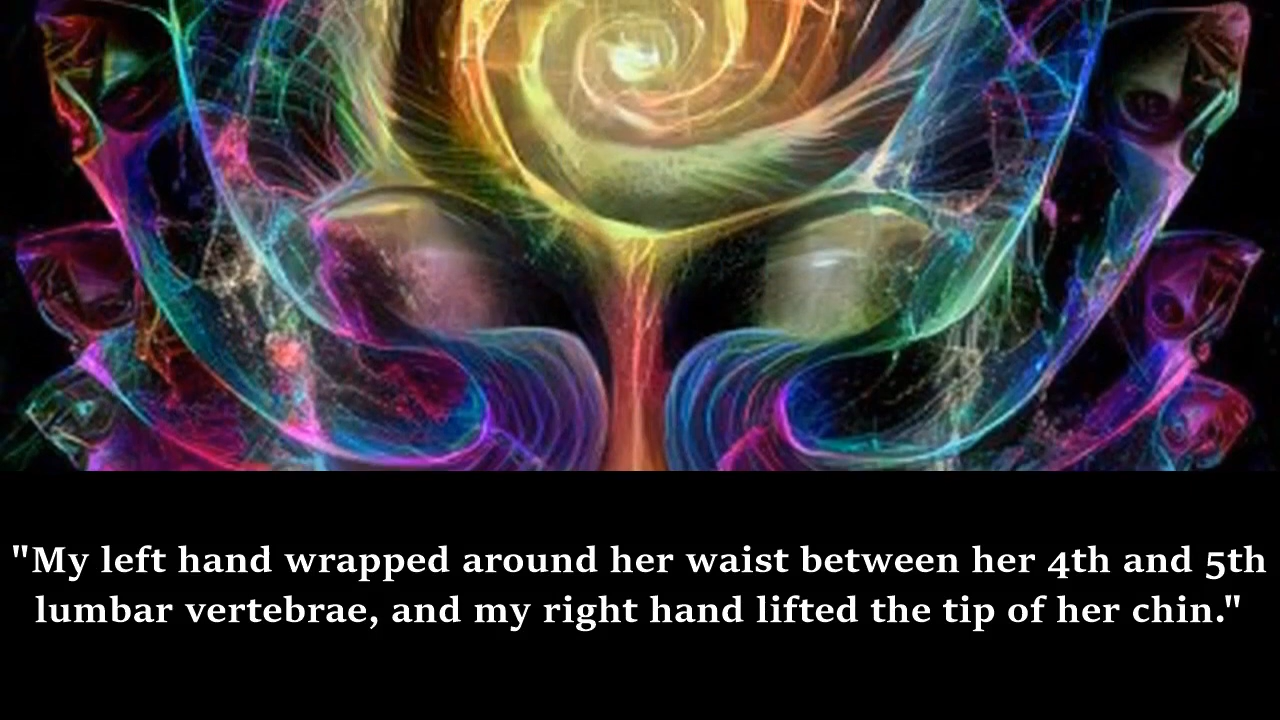 "My left hand wrapped around her waist between her 4th and 5th
lumbar vertebrae, and my right hand lifted the tip of her chin."